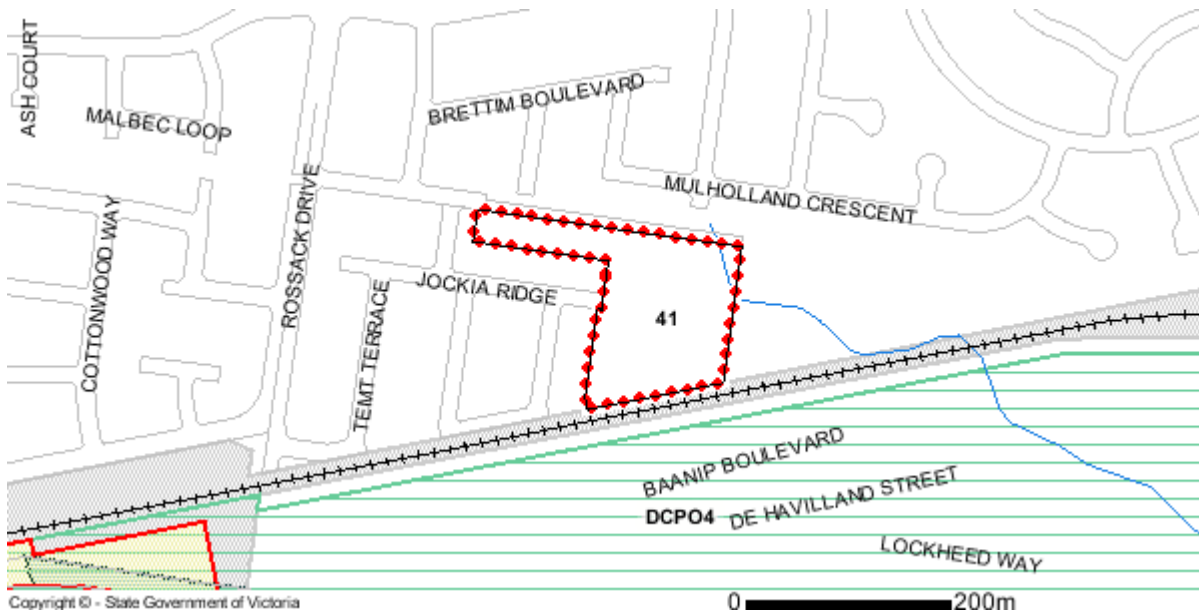 ASH COURT
MALBEC LOOP
BRETTIM BOULEVARD
ROSSACK DRIVE
MULHOLLAND CRESCENT
COTTONWOOD WAY
JOCKIA RIDGE
TEMT TERRACE
41
BAANIP BOULEVARD
DCPO4
DE HAVILLAND STREET
LOCKHEED WAY
Copyright © - State Government of Victoria
0 200m